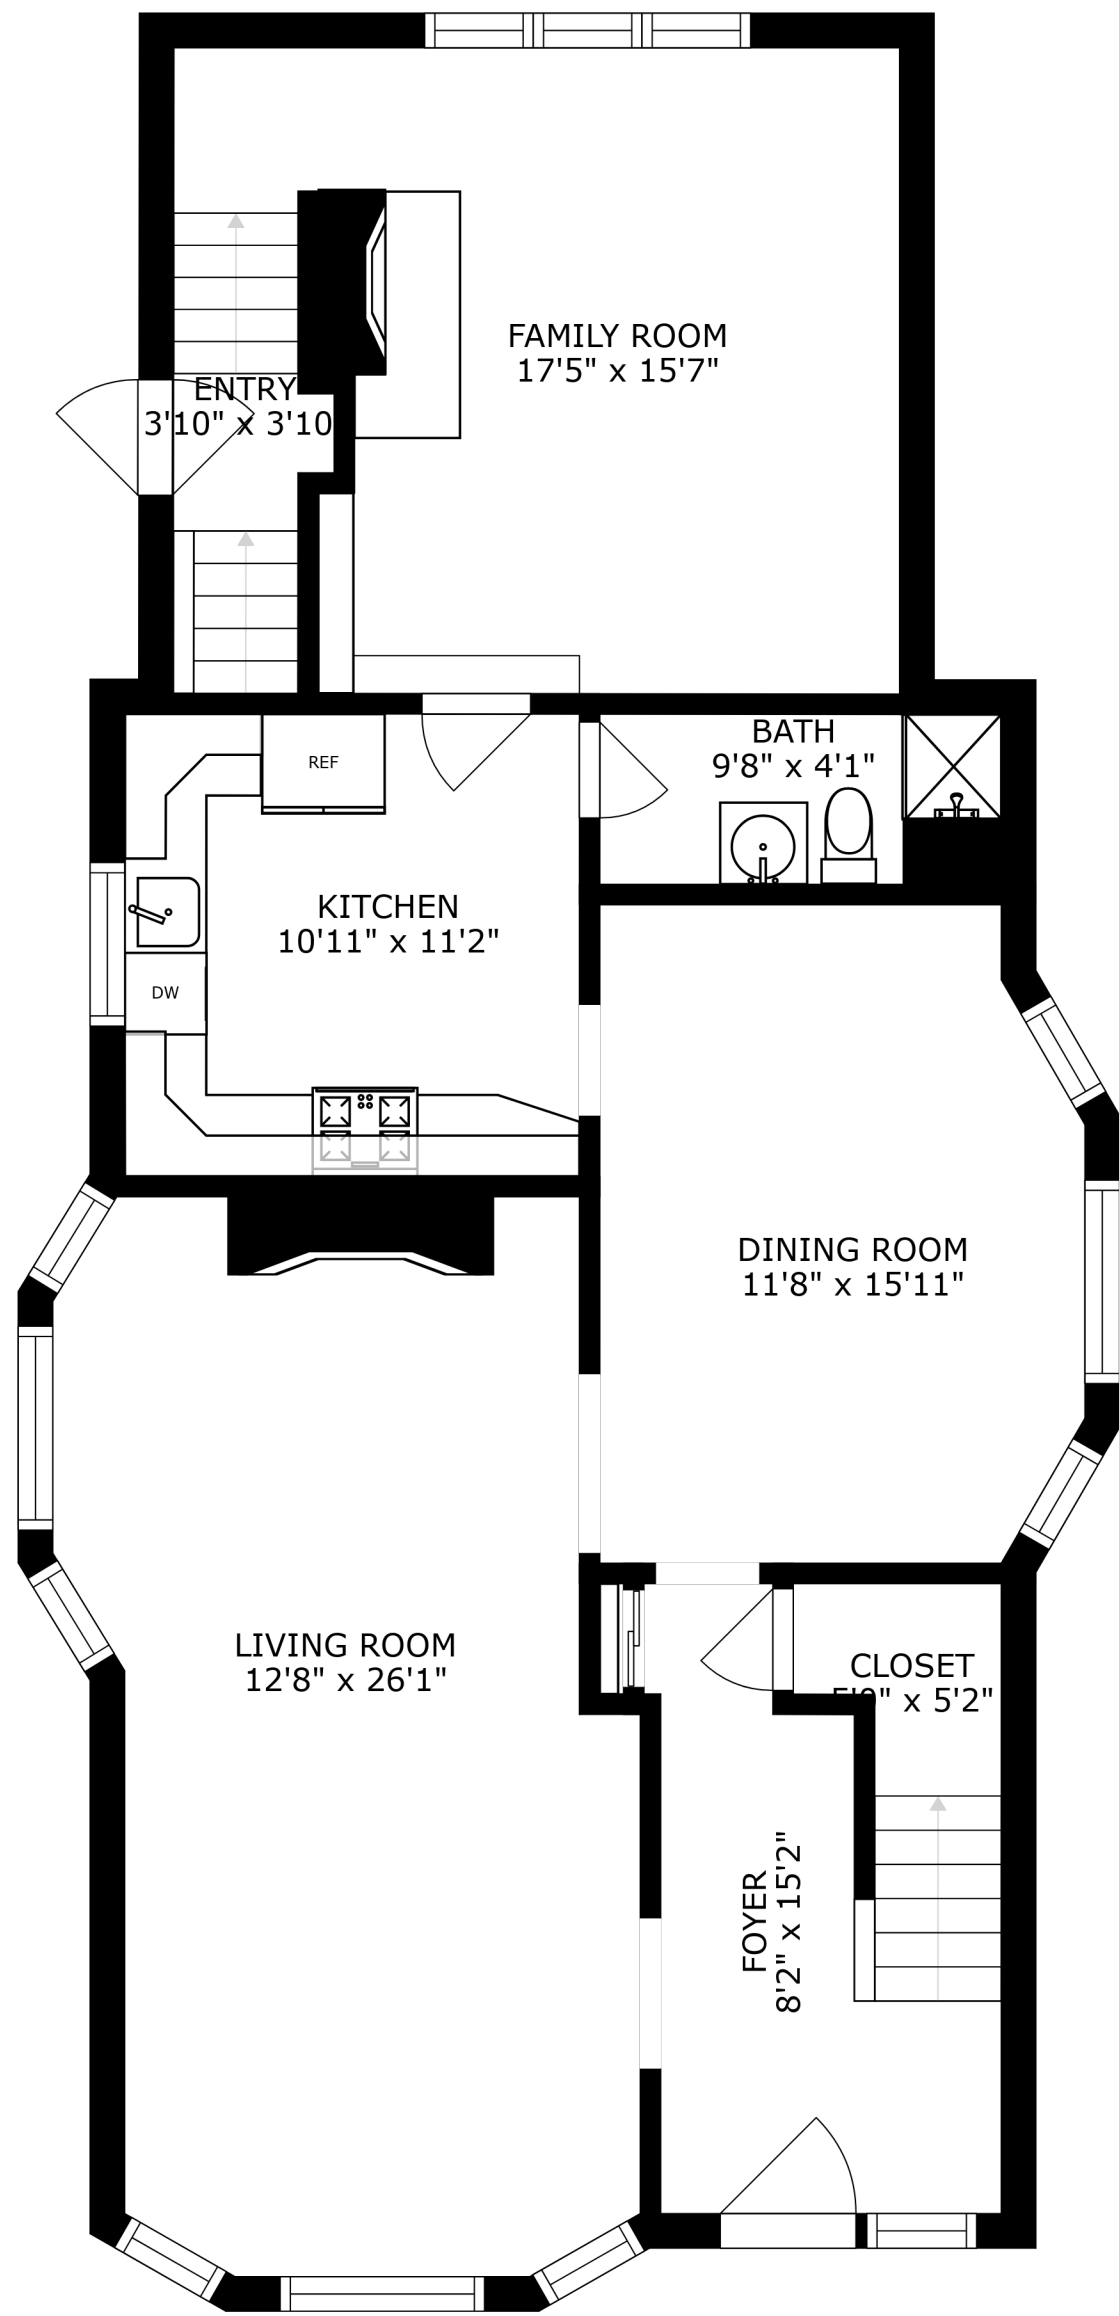 FAMILY ROOM
17'5" x 15'7"
ENTRY
3'10" x 3'10
BATH
9'8" x 4'1"
REF
KITCHEN
10'11" x 11'2"
DW
DINING ROOM
11'8" x 15'11"
LIVING ROOM
12'8" x 26'1"
CLOSET
x 5'2"
FOYER
8'2" x 15'2"